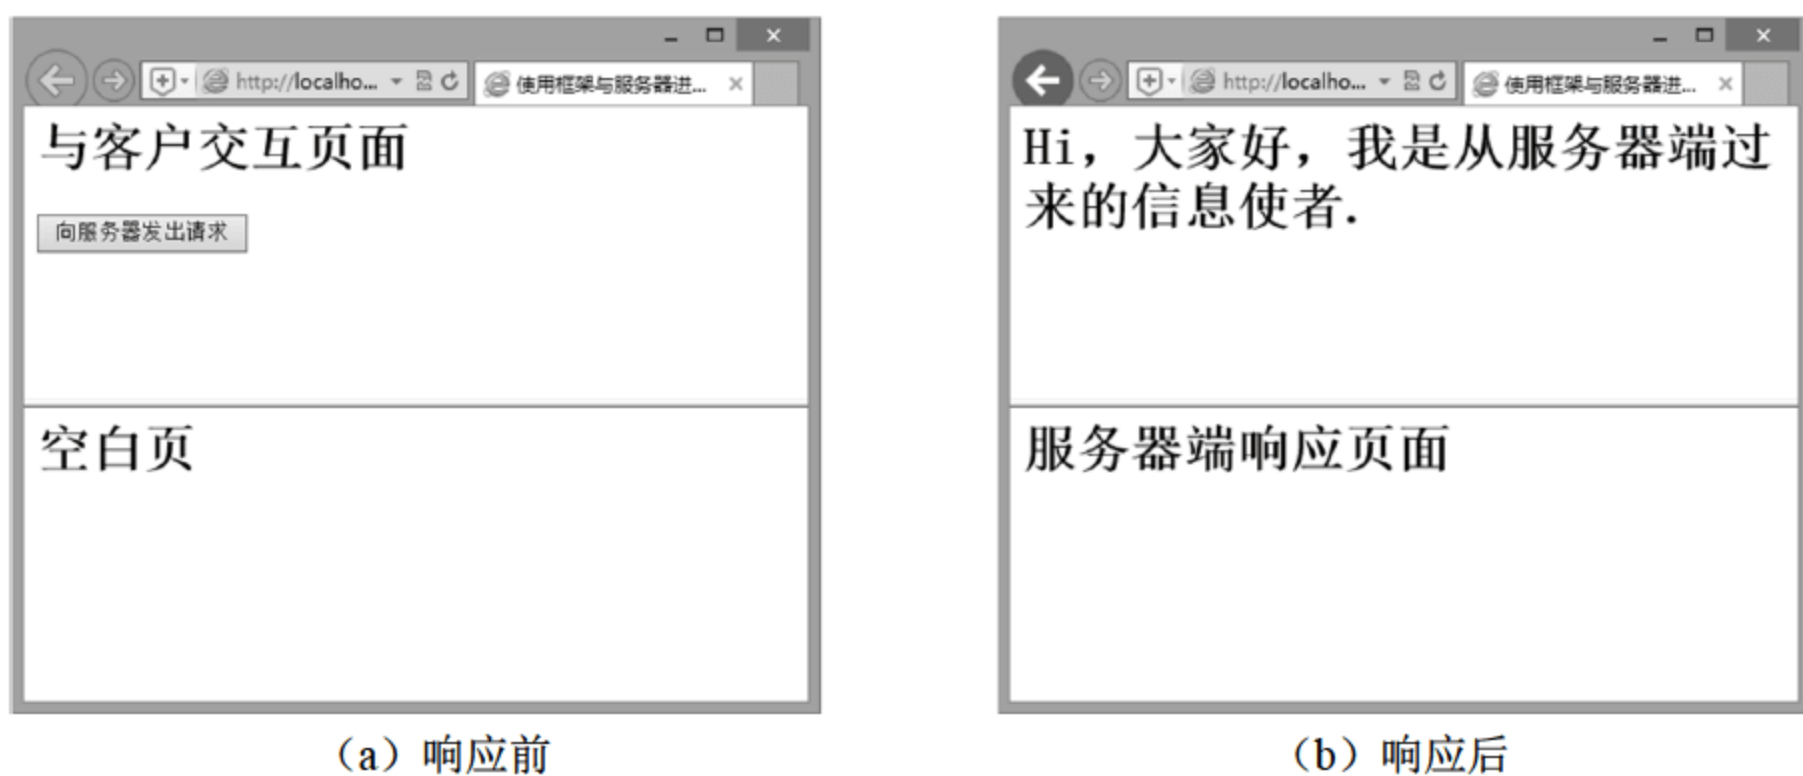 http://localho...
使用框架与服务器进...
与客户交互页面
向服务器发出请求
空白页
(a) 响应前
http://localho...
使用框架与服务器进...
Hi，大家好，我是从服务器端过
来的信息使者.
服务器端响应页面
(b) 响应后